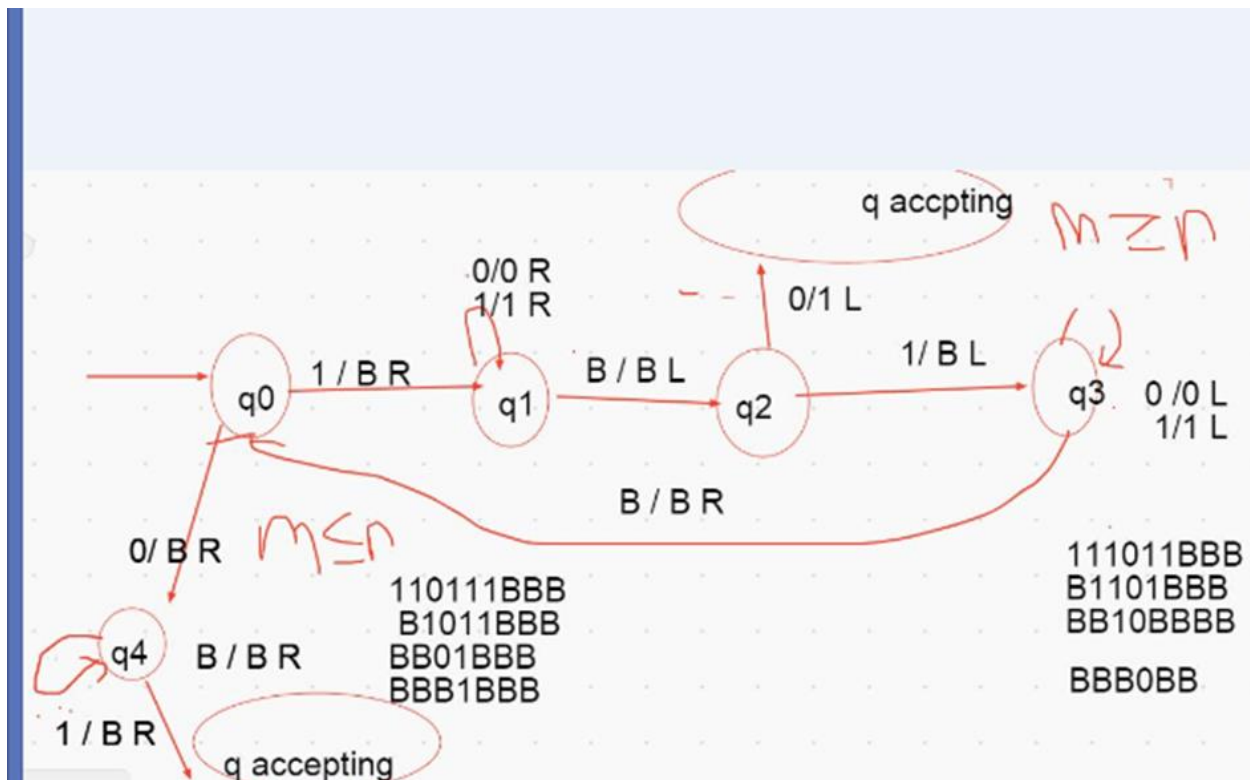 q accpting
m ≥ n
0/0 R
1/1 R
0/1 L
1 / B R
B / B L
1/ B L
q0
q1
q2
q3
0 /0 L
1/1 L
B / B R
0/ B R
m ≤ n
110111BBB
B1011BBB
BB01BBB
BBB1BBB
111011BBB
B1101BBB
BB10BBBB
BBB0BB
q4
B / B R
1 / B R
q accepting